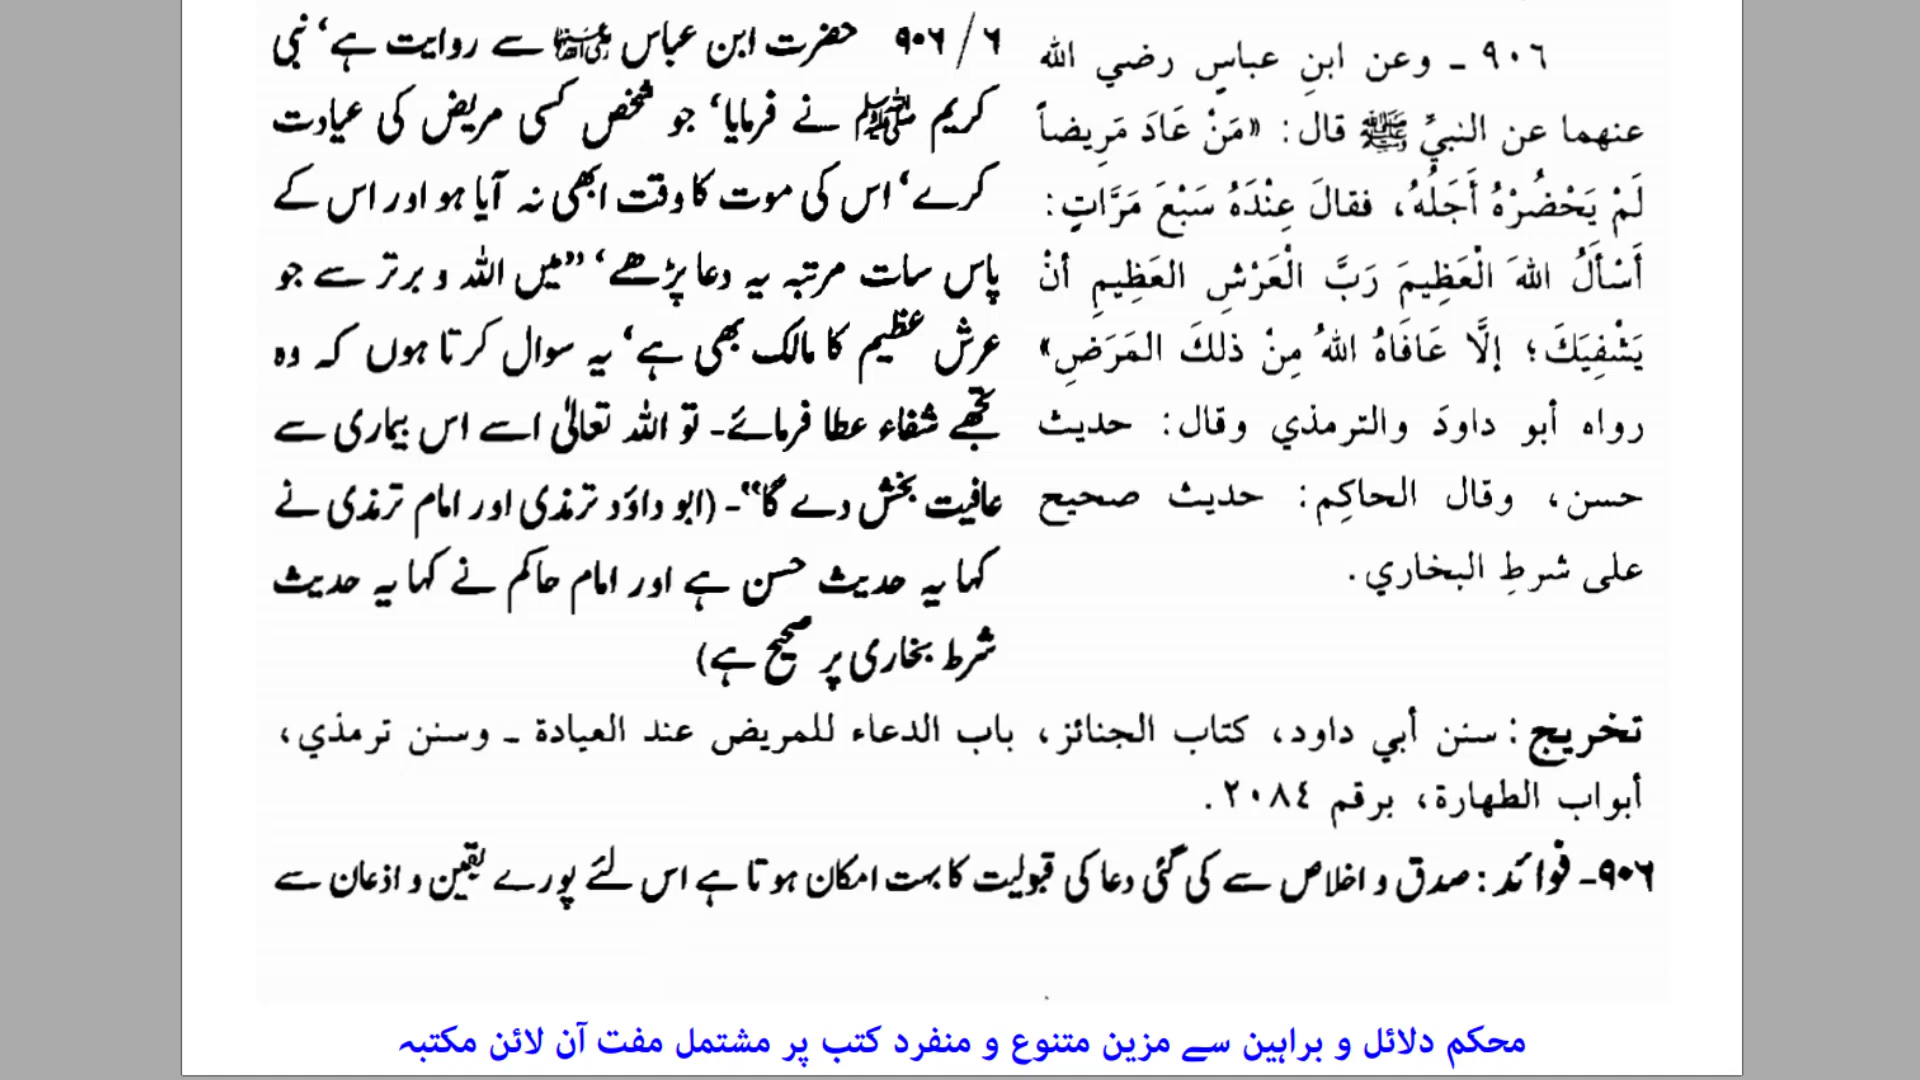 ٩٠٦ ـ وعن ابنِ عباسٍ رضي الله
عنهما عن النبيِّ ﷺ قال: «مَنْ عَادَ مَرِيضاً
لَمْ يَحْضُرْهُ أَجَلُهُ، فقالَ عِنْدَهُ سَبْعَ مَرَّاتٍ:
أَسْأَلُ اللهَ الْعَظِيمَ رَبَّ الْعَرْشِ العَظِيمِ أنْ
يَشْفِيَكَ؛ إلَّا عَافَاهُ اللهُ مِنْ ذلكَ المَرَضِ»
رواه أبو داودَ والترمذي وقال: حديث
حسن، وقال الحاكِم: حديث صحيح
على شرطِ البخاري.
۶/ ۹۰۶ حضرت ابن عباس رضی اللہ عنہما سے روایت ہے‘ نبی
کریم ﷺ نے فرمایا‘ جو شخص کسی مریض کی عیادت
کرے‘ اس کی موت کا وقت ابھی نہ آیا ہو اور اس کے
پاس سات مرتبہ یہ دعا پڑھے‘ ”میں اللہ و برتر سے جو
عرش عظیم کا مالک بھی ہے‘ یہ سوال کرتا ہوں کہ وہ
تجھے شفاء عطا فرمائے۔ تو اللہ تعالیٰ اسے اس بیماری سے
عافیت بخش دے گا“۔ (ابو داؤد ترمذی اور امام ترمذی نے
کہا یہ حدیث حسن ہے اور امام حاکم نے کہا یہ حدیث
شرط بخاری پر صحیح ہے)
تخريج: سنن أبي داود، كتاب الجنائز، باب الدعاء للمريض عند العيادة ـ وسنن ترمذي،
أبواب الطهارة، برقم ٢٠٨٤.
۹۰۶۔ فوائد: صدق و اخلاص سے کی گئی دعا کی قبولیت کا بہت امکان ہوتا ہے اس لئے پورے یقین و اذعان سے
محکم دلائل و براہین سے مزین متنوع و منفرد کتب پر مشتمل مفت آن لائن مکتبہ